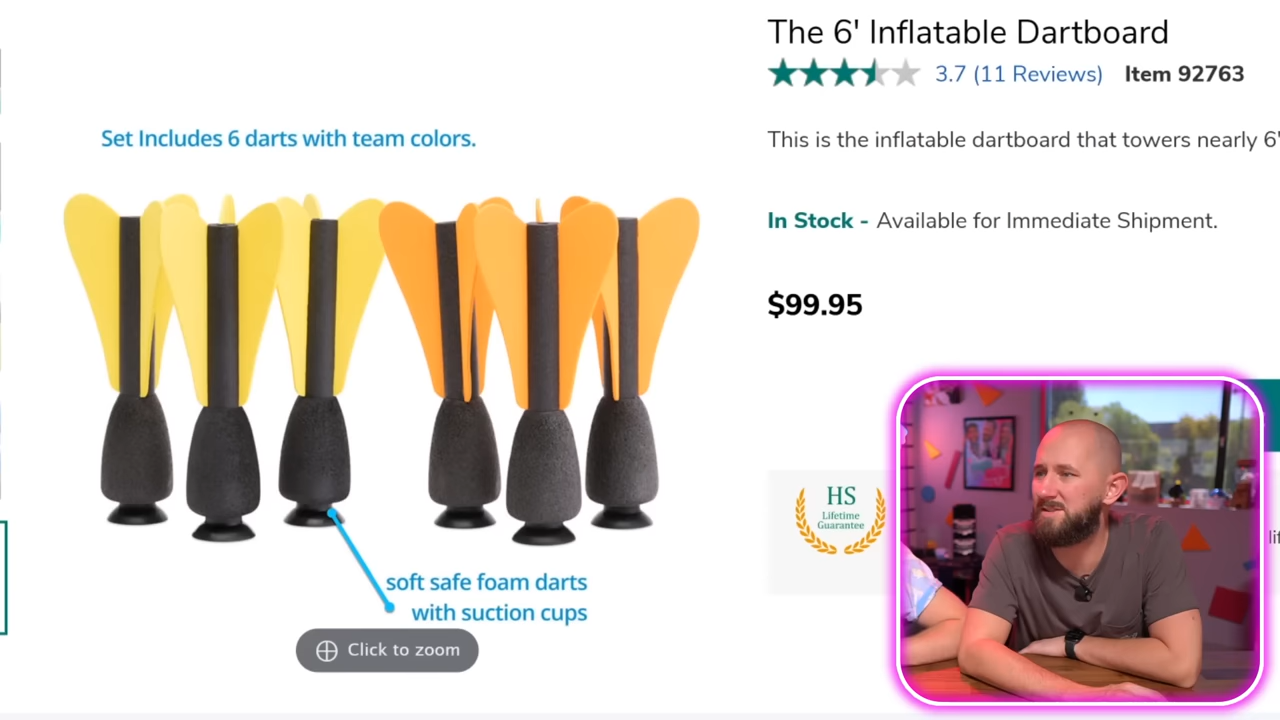 The 6' Inflatable Dartboard
3.7 (11 Reviews) Item 92763
This is the inflatable dartboard that towers nearly 6'
In Stock - Available for Immediate Shipment.
$99.95
Set Includes 6 darts with team colors.
soft safe foam darts
with suction cups
Click to zoom
HS
Lifetime
Guarantee